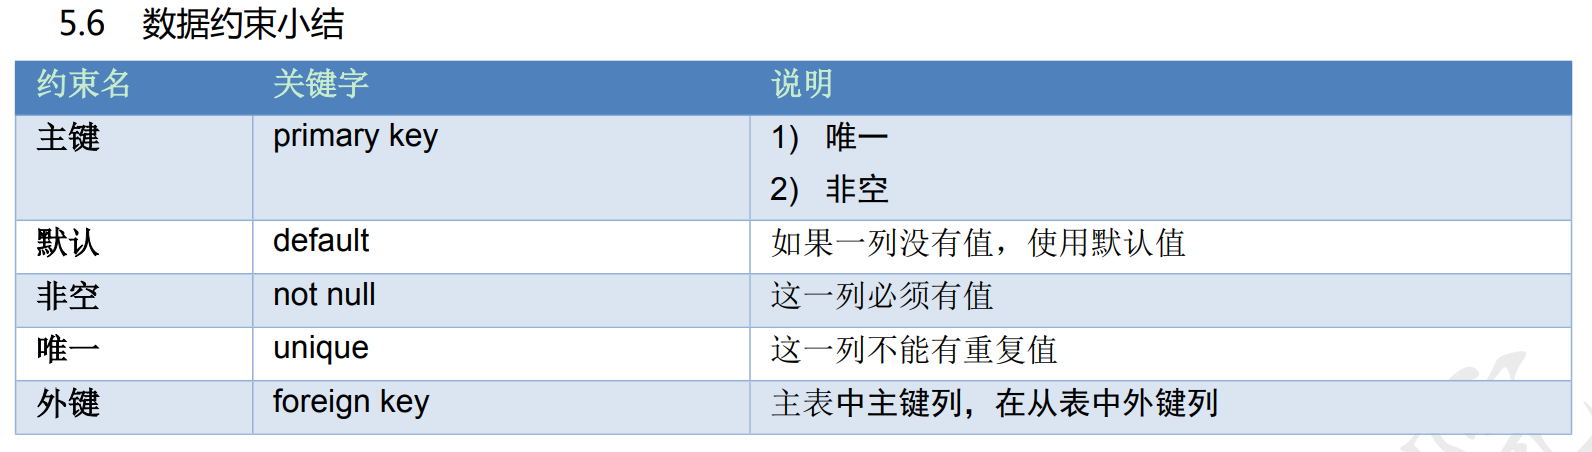 5.6 数据约束小结
约束名 关键字 说明
主键 primary key 1) 唯一
2) 非空
默认 default 如果一列没有值，使用默认值
非空 not null 这一列必须有值
唯一 unique 这一列不能有重复值
外键 foreign key 主表中主键列，在从表中外键列